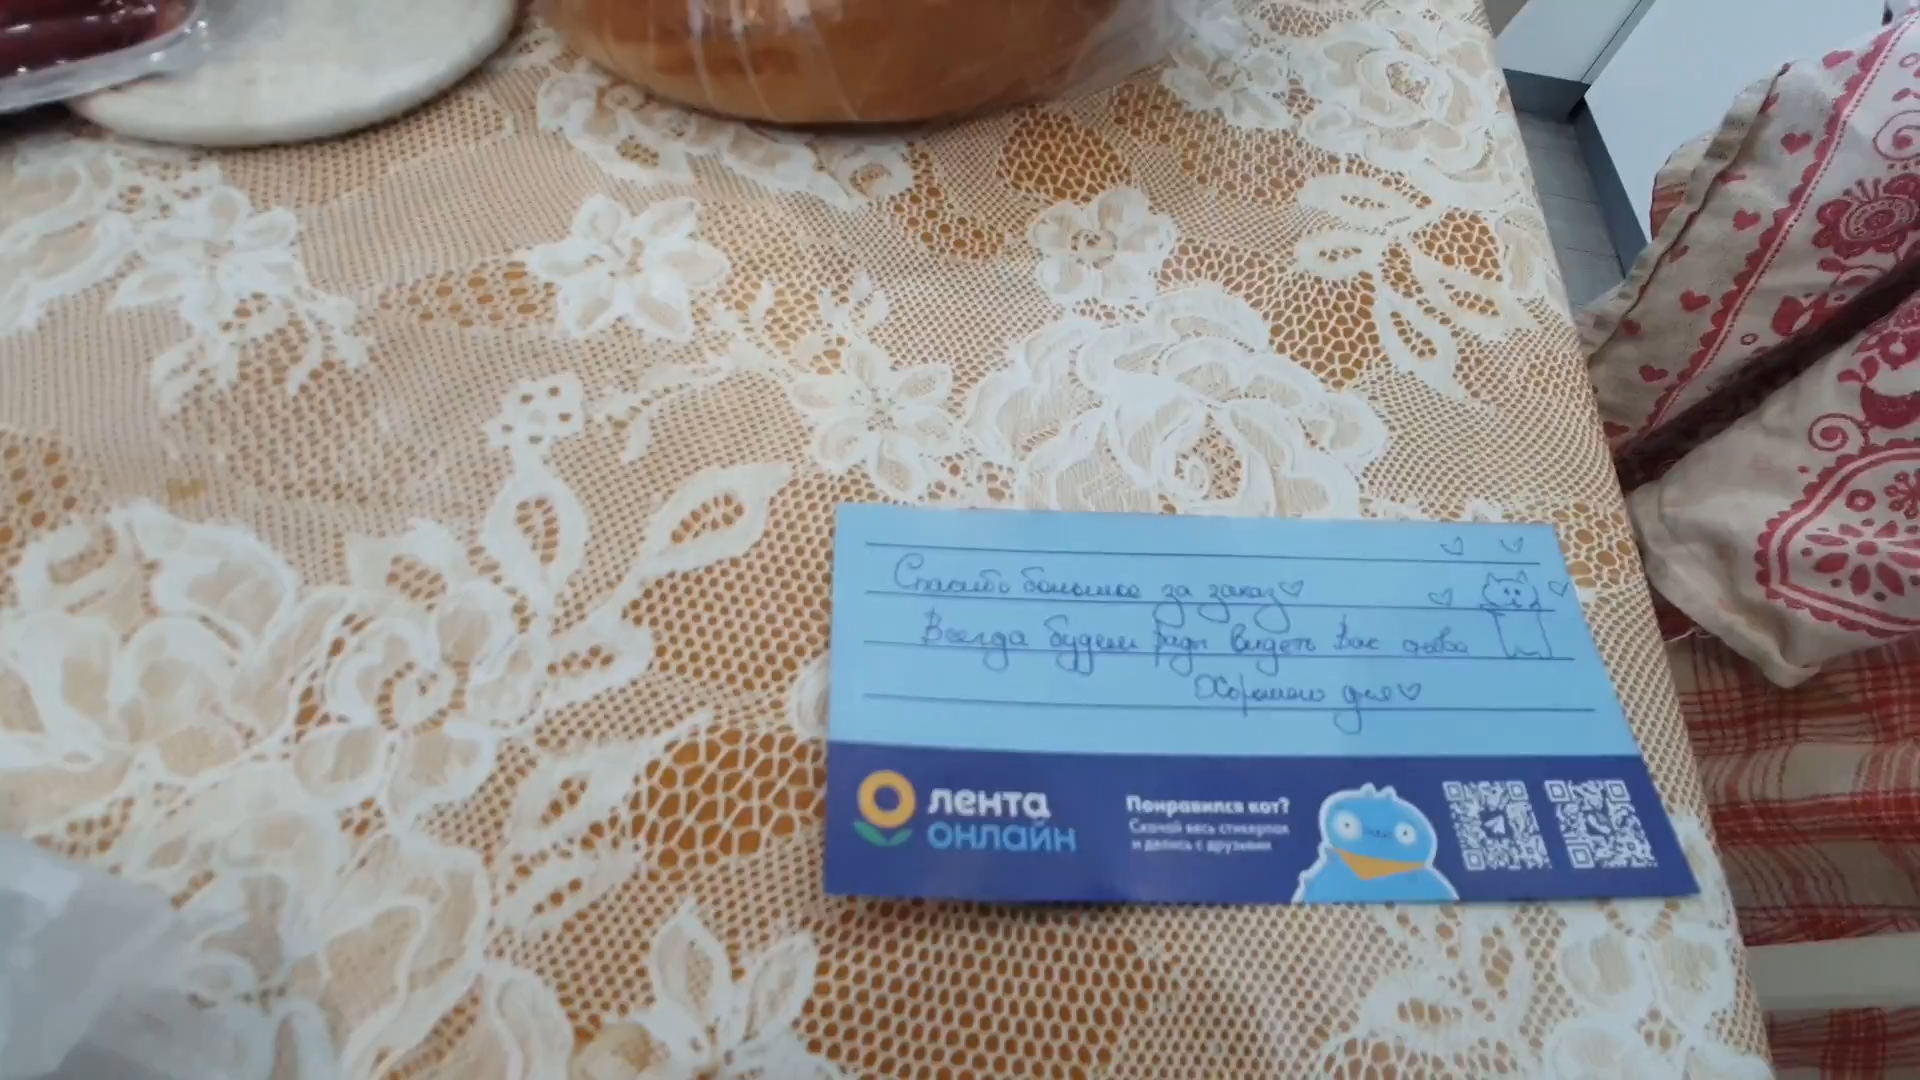 Спасибо большое за заказ♡
Всегда будем рады видеть Вас снова
Хорошего дня♡
лента
онлайн
Понравился кот?
Скачай весь стикерпак
и делись с друзьями